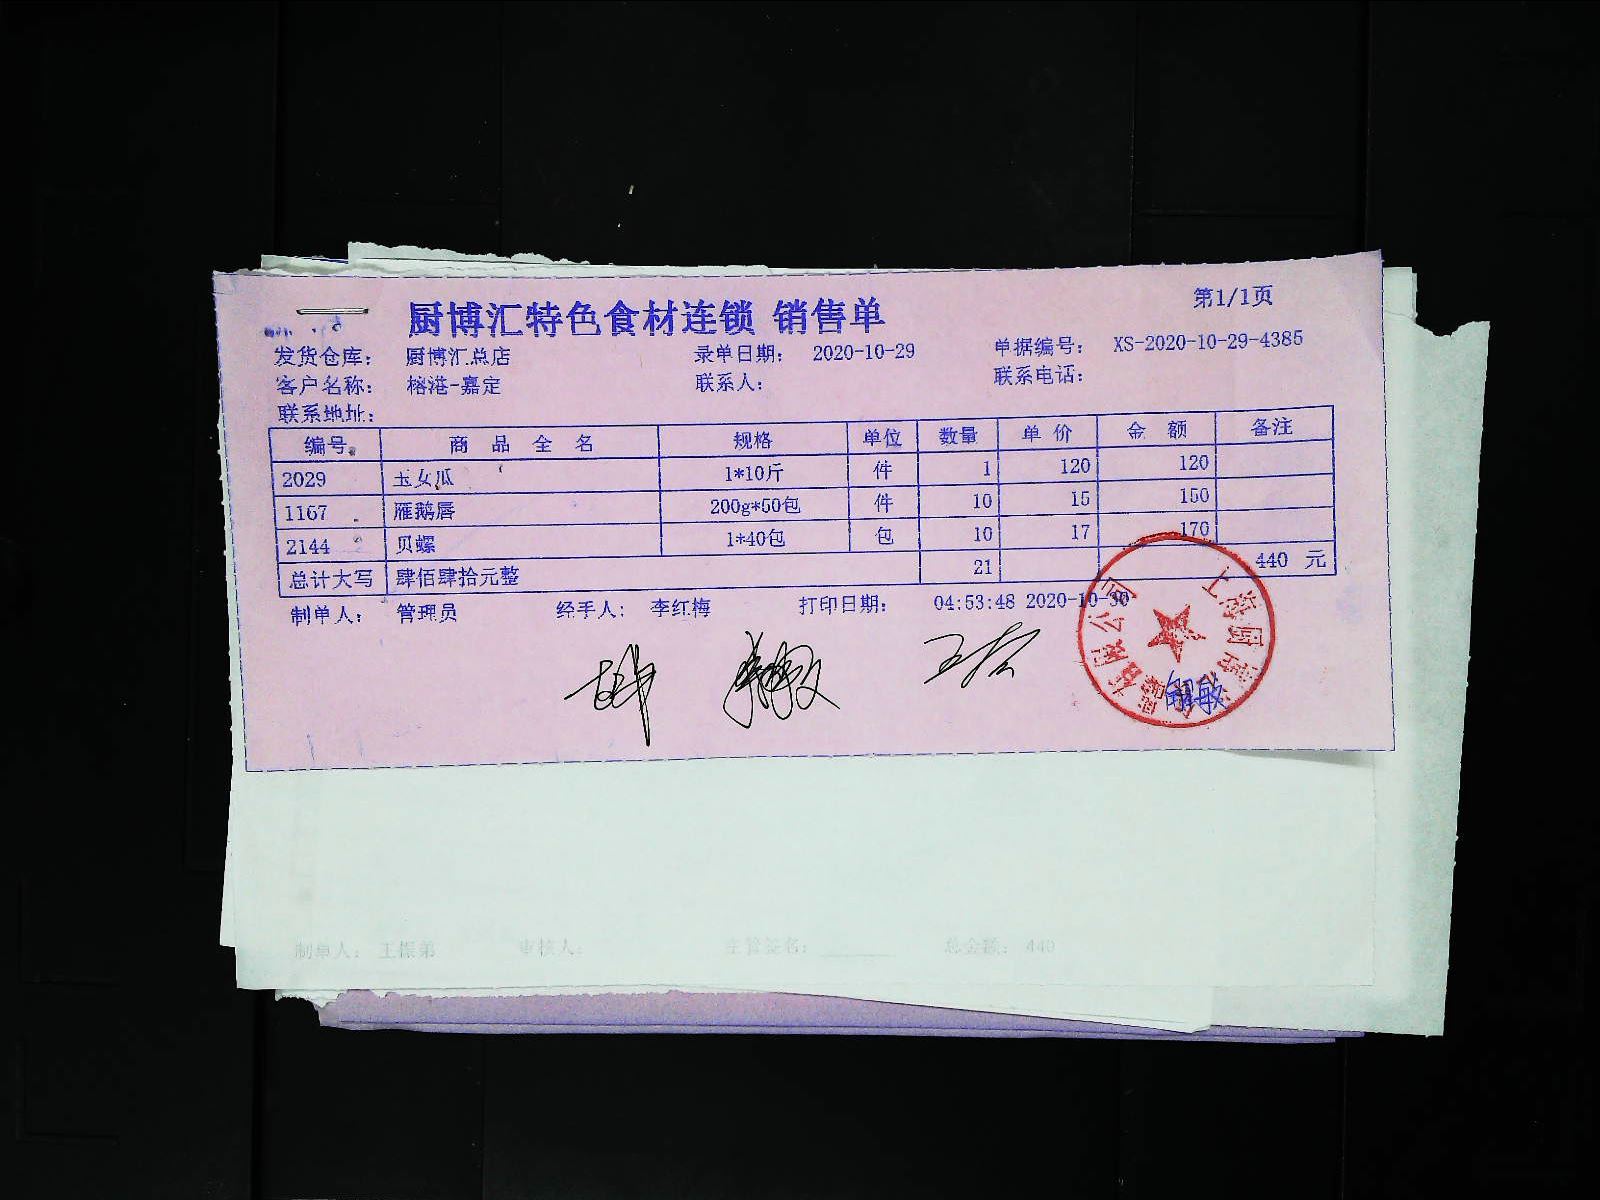 第1/1页
厨博汇特色食材连锁 销售单
发货仓库： 厨博汇总店 录单日期： 2020-10-29 单据编号： XS-2020-10-29-4385
客户名称： 榕港-嘉定 联系人： 联系电话：
联系地址：
编号 商品全名 规格 单位 数量 单价 金额 备注
2029 玉女瓜 1*10斤 件 1 120 120
1167 雁鹅唇 200g*50包 件 10 15 150
2144 贝螺 1*40包 包 10 17 170
总计大写 肆佰肆拾元整 21 440 元
制单人： 管理员 经手人： 李红梅 打印日期： 04:53:48 2020-10-30
制单人： 王振弟 审核人： 主管签名： 总金额： 440